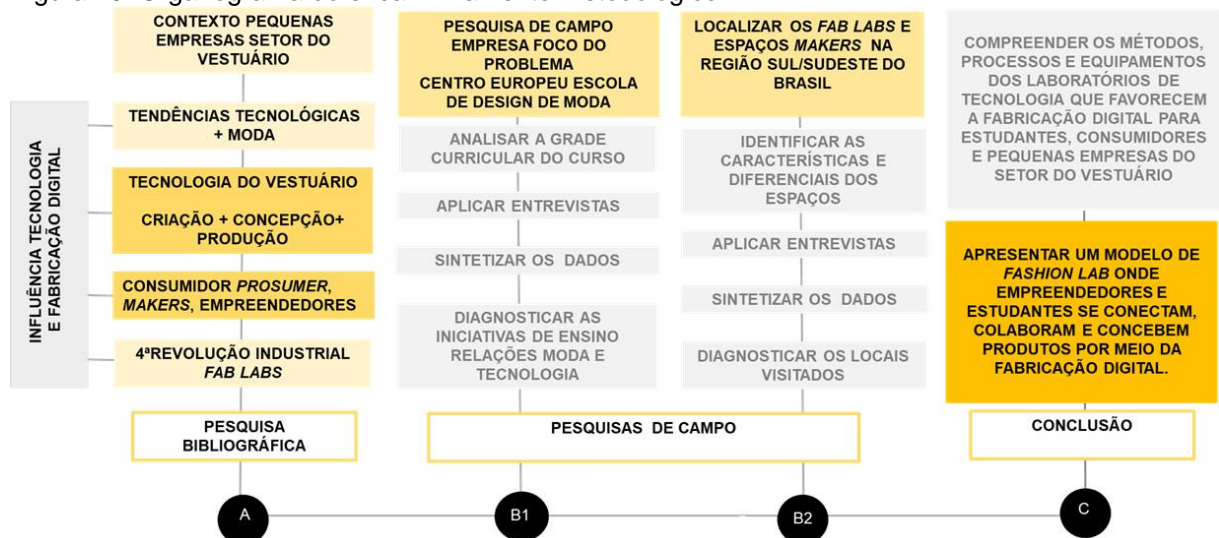 CONTEXTO PEQUENAS
EMPRESAS SETOR DO
VESTUÁRIO
TENDÊNCIAS TECNOLÓGICAS
+ MODA
TECNOLOGIA DO VESTUÁRIO
CRIAÇÃO + CONCEPÇÃO+
PRODUÇÃO
CONSUMIDOR PROSUMER,
MAKERS, EMPREENDEDORES
4ªREVOLUÇÃO INDUSTRIAL
FAB LABS
INFLUÊNCIA TECNOLOGIA
E FABRICAÇÃO DIGITAL
PESQUISA
BIBLIOGRÁFICA
A
PESQUISA DE CAMPO
EMPRESA FOCO DO
PROBLEMA
CENTRO EUROPEU ESCOLA
DE DESIGN DE MODA
ANALISAR A GRADE
CURRICULAR DO CURSO
APLICAR ENTREVISTAS
SINTETIZAR OS DADOS
DIAGNOSTICAR AS
INICIATIVAS DE ENSINO
RELAÇÕES MODA E
TECNOLOGIA
LOCALIZAR OS FAB LABS E
ESPAÇOS MAKERS NA
REGIÃO SUL/SUDESTE DO
BRASIL
IDENTIFICAR AS
CARACTERÍSTICAS E
DIFERENCIAIS DOS
ESPAÇOS
APLICAR ENTREVISTAS
SINTETIZAR OS DADOS
DIAGNOSTICAR OS LOCAIS
VISITADOS
PESQUISAS DE CAMPO
B1
B2
COMPREENDER OS MÉTODOS,
PROCESSOS E EQUIPAMENTOS
DOS LABORATÓRIOS DE
TECNOLOGIA QUE FAVORECEM
A FABRICAÇÃO DIGITAL PARA
ESTUDANTES, CONSUMIDORES
E PEQUENAS EMPRESAS DO
SETOR DO VESTUÁRIO
APRESENTAR UM MODELO DE
FASHION LAB ONDE
EMPREENDEDORES E
ESTUDANTES SE CONECTAM,
COLABORAM E CONCEBEM
PRODUTOS POR MEIO DA
FABRICAÇÃO DIGITAL.
CONCLUSÃO
C